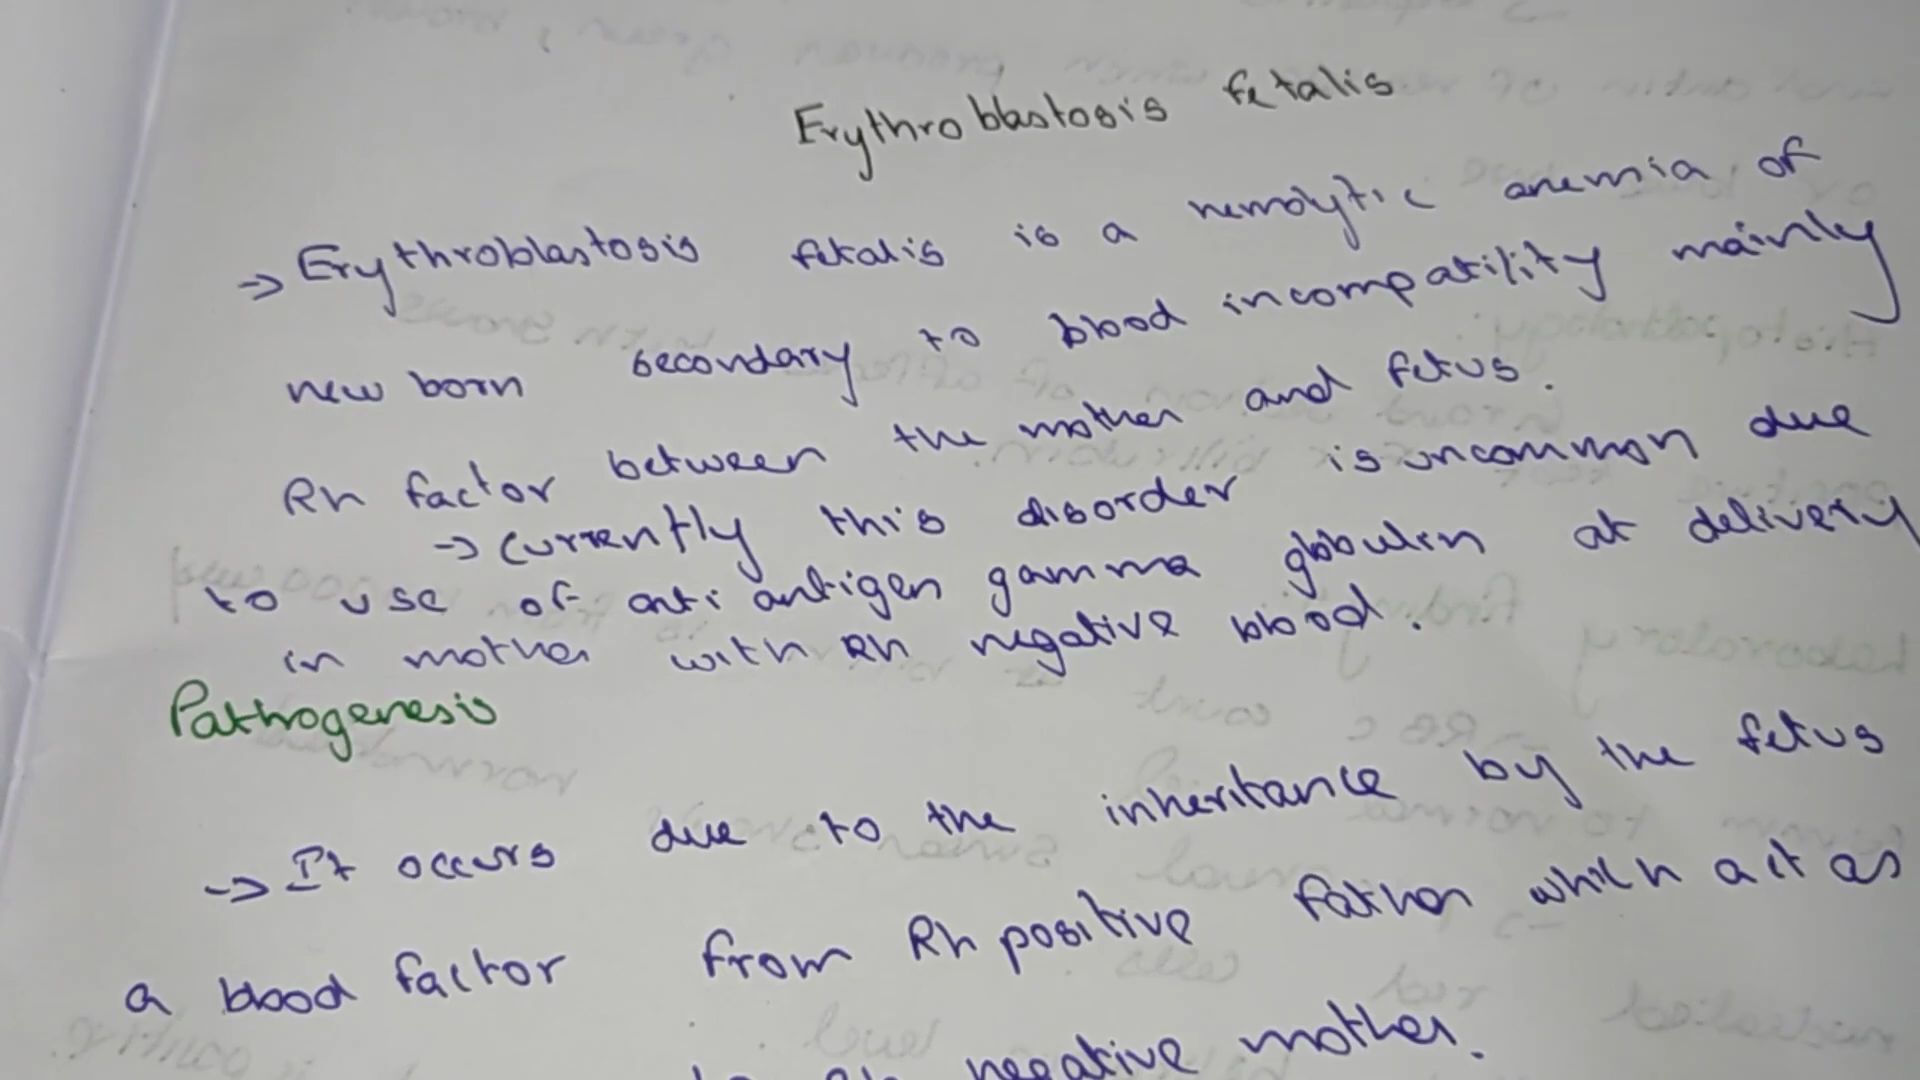 Erythroblastosis fetalis
→ Erythroblastosis fetalis is a hemolytic anemia of
new born secondary to blood incompatility mainly
Rh factor between the mother and fetus.
→ Currently this disorder is uncommon due
to use of anti antigen gamma globulin at delivery
in mother with Rh negative blood.
Pathogenesis
→ It occurs due to the inheritance by the fetus
a blood factor from Rh positive father which act as
negative mother.